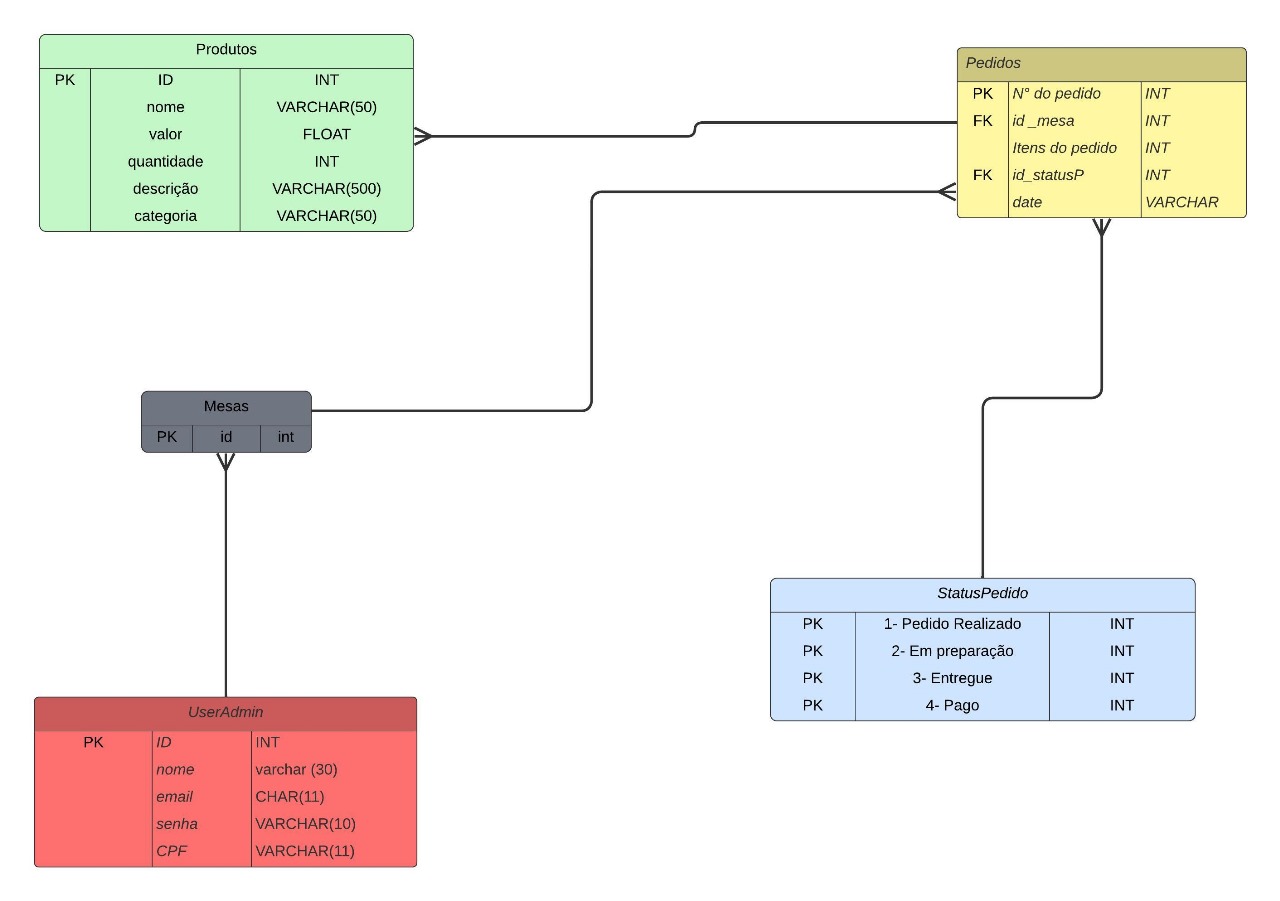 Produtos
PK ID INT
nome VARCHAR(50)
valor FLOAT
quantidade INT
descrição VARCHAR(500)
categoria VARCHAR(50)
Pedidos
PK N° do pedido INT
FK id _mesa INT
Itens do pedido INT
FK id_statusP INT
date VARCHAR
Mesas
PK id int
StatusPedido
PK 1- Pedido Realizado INT
PK 2- Em preparação INT
PK 3- Entregue INT
PK 4- Pago INT
UserAdmin
PK ID INT
nome varchar (30)
email CHAR(11)
senha VARCHAR(10)
CPF VARCHAR(11)